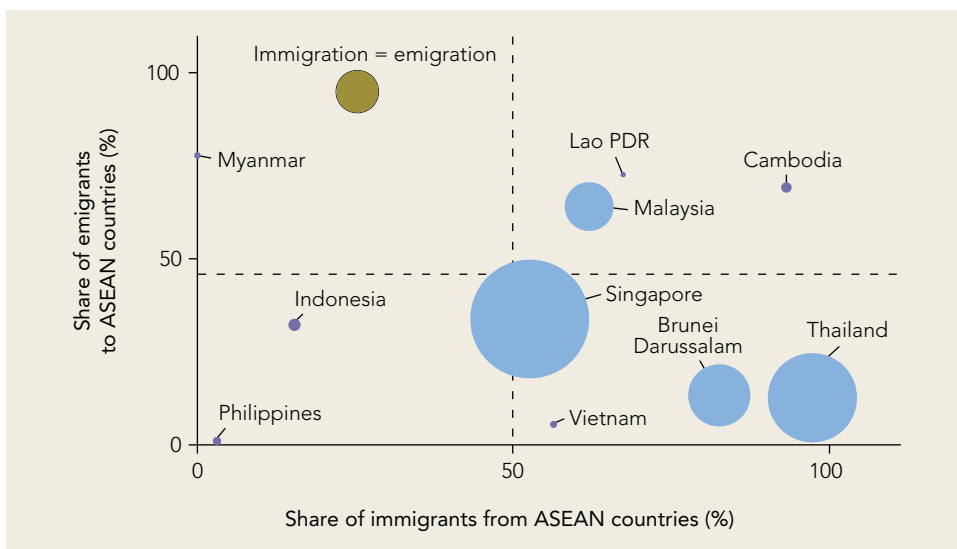 Immigration = emigration
100
Lao PDR
Cambodia
Myanmar
Malaysia
Share of emigrants
to ASEAN countries (%)
50
Indonesia
Singapore
Brunei
Darussalam
Thailand
Philippines
Vietnam
0
0
50
100
Share of immigrants from ASEAN countries (%)